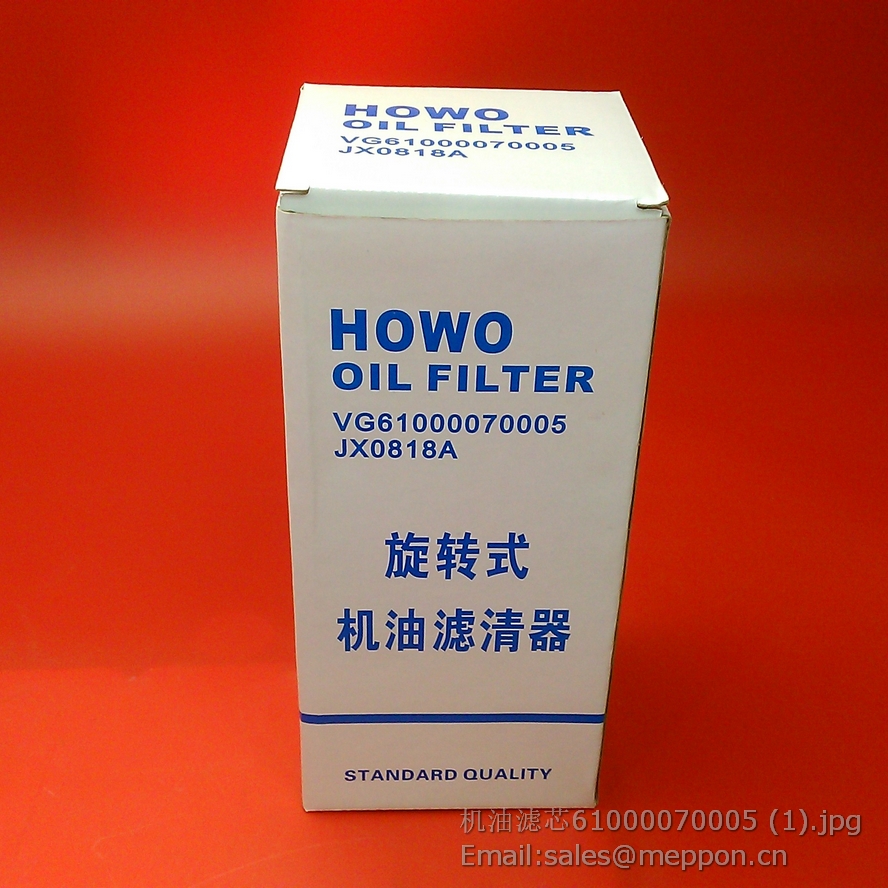 HOWO
OIL FILTER
VG61000070005
JX0818A
HOWO
OIL FILTER
VG61000070005
JX0818A
旋转式
机油滤清器
STANDARD QUALITY
机油滤芯61000070005 (1).jpg
Email:sales@meppon.cn